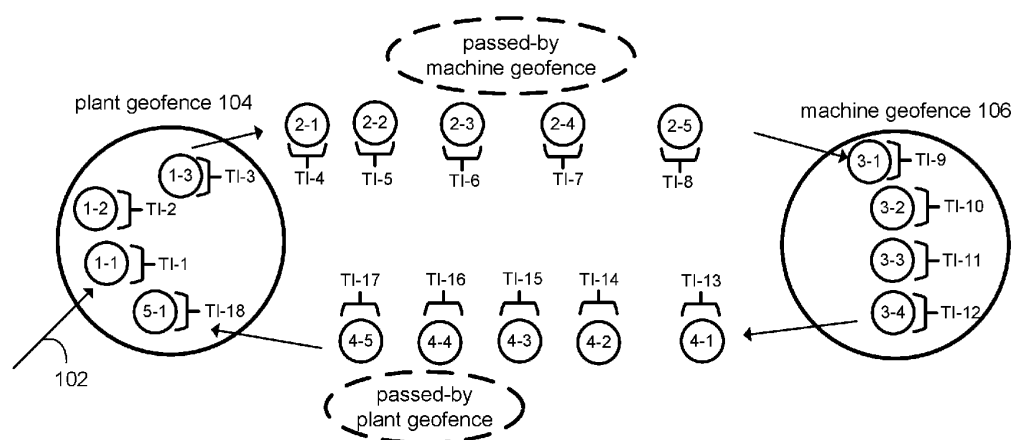 passed-by
machine geofence
plant geofence 104
machine geofence 106
2-1
2-2
2-3
2-4
2-5
TI-4
TI-5
TI-6
TI-7
TI-8
1-3
TI-3
1-2
TI-2
1-1
TI-1
5-1
TI-18
3-1
TI-9
3-2
TI-10
3-3
TI-11
3-4
TI-12
TI-17
TI-16
TI-15
TI-14
TI-13
4-5
4-4
4-3
4-2
4-1
102
passed-by
plant geofence